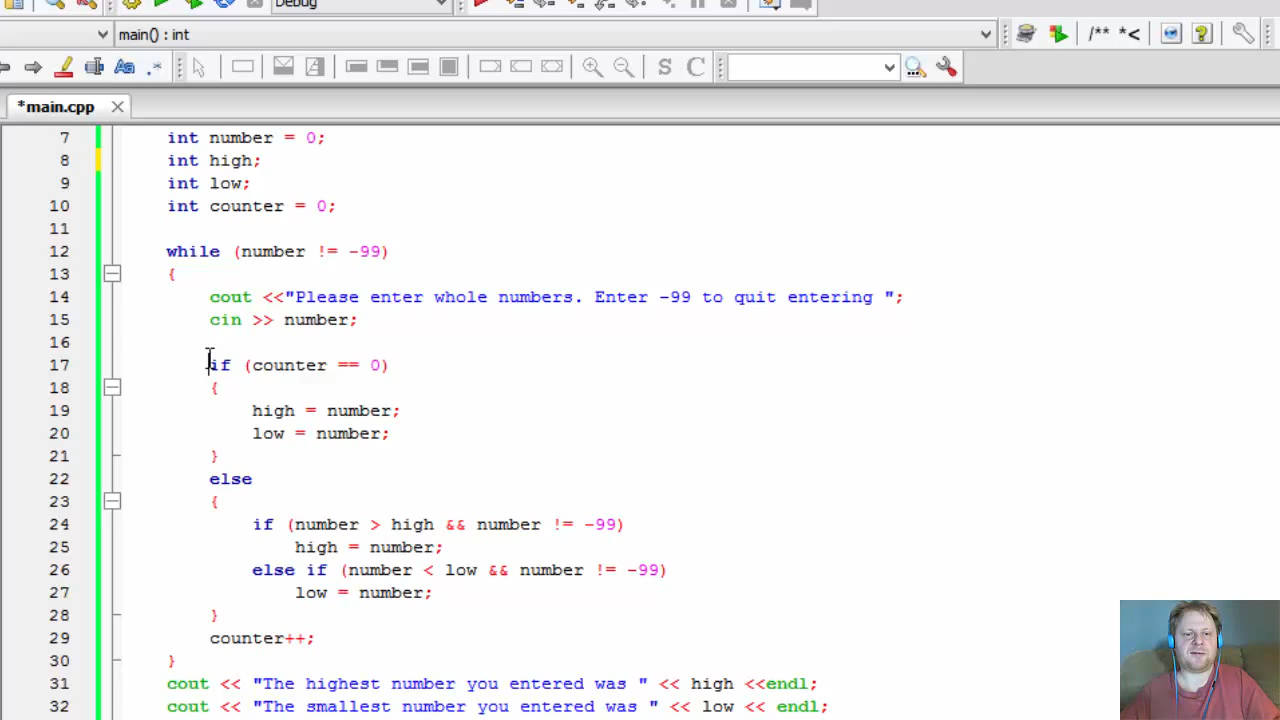 Debug
main() : int
/** *<
S C
*main.cpp
7 int number = 0;
8 int high;
9 int low;
10 int counter = 0;
11
12 while (number != -99)
13 {
14 cout <<"Please enter whole numbers. Enter -99 to quit entering ";
15 cin >> number;
16
17 if (counter == 0)
18 {
19 high = number;
20 low = number;
21 }
22 else
23 {
24 if (number > high && number != -99)
25 high = number;
26 else if (number < low && number != -99)
27 low = number;
28 }
29 counter++;
30 }
31 cout << "The highest number you entered was " << high <<endl;
32 cout << "The smallest number you entered was " << low << endl;